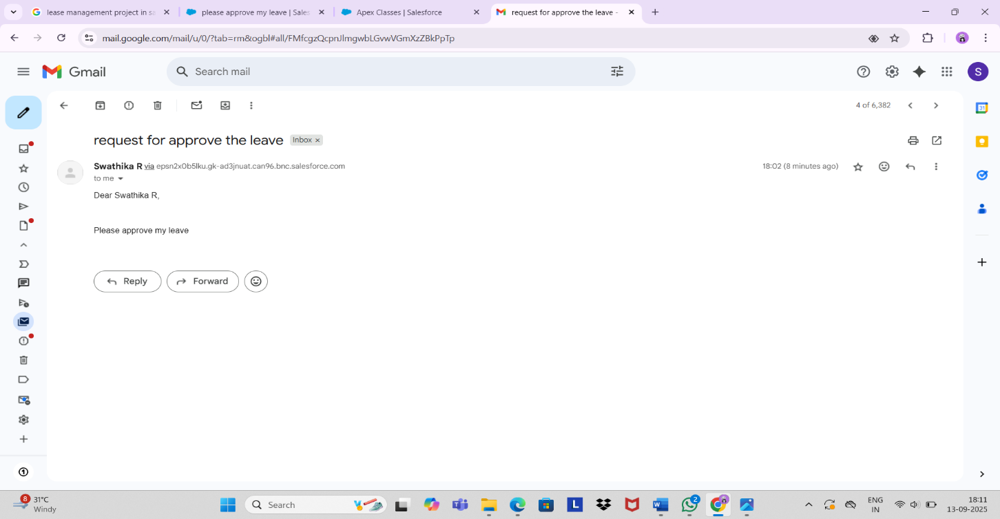 lease management project in sa
please approve my leave | Sales
Apex Classes | Salesforce
request for approve the leave -
mail.google.com/mail/u/0/?tab=rm&ogbl#all/FMfcgzQcpnJlmgwbLGvwVGmXzZBkPpTp
Gmail
Search mail
S
4 of 6,382
31
request for approve the leave
Inbox x
Swathika R via epsn2x0b5lku.gk-ad3jnuat.can96.bnc.salesforce.com
18:02 (8 minutes ago)
to me
Dear Swathika R,
Please approve my leave
Reply
Forward
1
8
31°C
Windy
Search
L
W
2
ENG
IN
18:11
13-09-2025